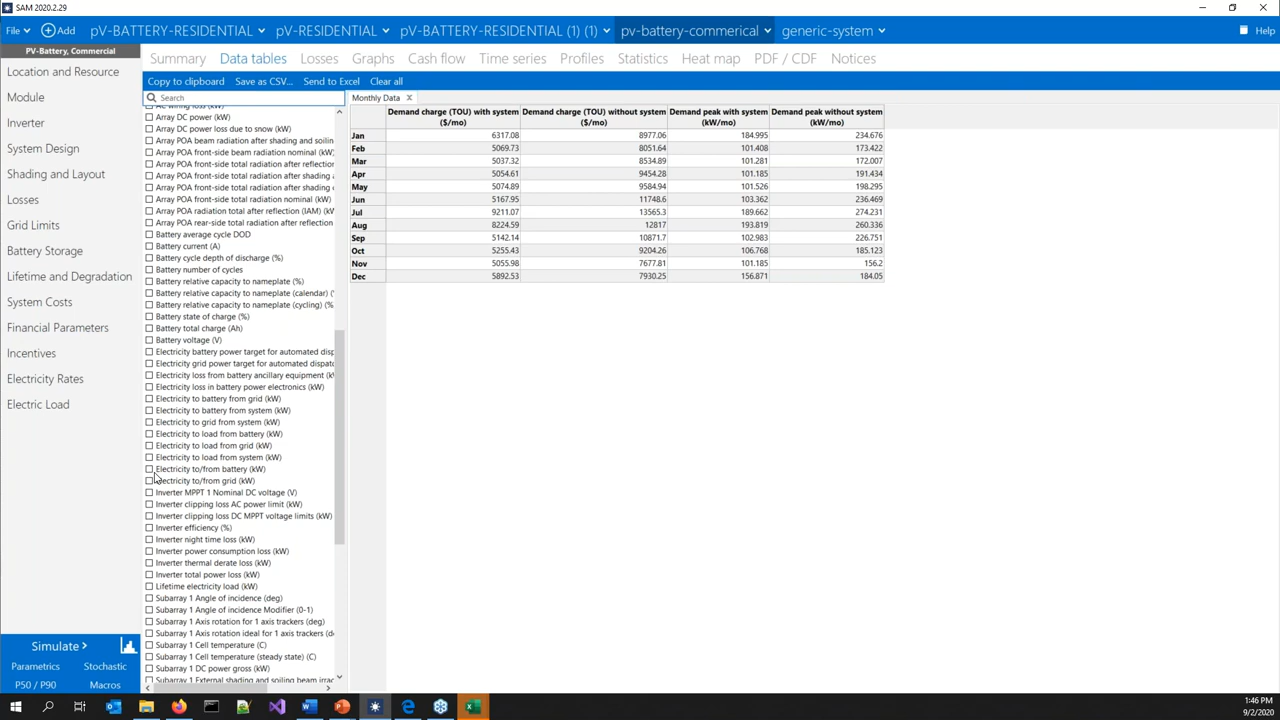 SAM 2020.2.29
File
Add
pV-BATTERY-RESIDENTIAL
pV-RESIDENTIAL
pV-BATTERY-RESIDENTIAL (1) (1)
pv-battery-commerical
generic-system
Help
PV-Battery, Commercial
Summary
Data tables
Losses
Graphs
Cash flow
Time series
Profiles
Statistics
Heat map
PDF / CDF
Notices
Copy to clipboard
Save as CSV...
Send to Excel
Clear all
Location and Resource
Module
Inverter
System Design
Shading and Layout
Losses
Grid Limits
Battery Storage
Lifetime and Degradation
System Costs
Financial Parameters
Incentives
Electricity Rates
Electric Load
Simulate >
Parametrics
Stochastic
P50 / P90
Macros
Search
AC wiring loss (kW)
Array DC power (kW)
Array DC power loss due to snow (kW)
Array POA beam radiation after shading and soilin
Array POA front-side beam radiation nominal (kW)
Array POA front-side total radiation after reflection
Array POA front-side total radiation after shading
Array POA front-side total radiation after shading
Array POA front-side total radiation nominal (kW)
Array POA radiation total after reflection (IAM) (kW
Array POA rear-side total radiation after reflection
Battery average cycle DOD
Battery current (A)
Battery cycle depth of discharge (%)
Battery number of cycles
Battery relative capacity to nameplate (%)
Battery relative capacity to nameplate (calendar) (
Battery relative capacity to nameplate (cycling) (%
Battery state of charge (%)
Battery total charge (Ah)
Battery voltage (V)
Electricity battery power target for automated disp
Electricity grid power target for automated dispatc
Electricity loss from battery ancillary equipment (kW
Electricity loss in battery power electronics (kW)
Electricity to battery from grid (kW)
Electricity to battery from system (kW)
Electricity to grid from system (kW)
Electricity to load from battery (kW)
Electricity to load from grid (kW)
Electricity to load from system (kW)
Electricity to/from battery (kW)
Electricity to/from grid (kW)
Inverter MPPT 1 Nominal DC voltage (V)
Inverter clipping loss AC power limit (kW)
Inverter clipping loss DC MPPT voltage limits (kW)
Inverter efficiency (%)
Inverter night time loss (kW)
Inverter power consumption loss (kW)
Inverter thermal derate loss (kW)
Inverter total power loss (kW)
Lifetime electricity load (kW)
Subarray 1 Angle of incidence (deg)
Subarray 1 Angle of incidence Modifier (0-1)
Subarray 1 Axis rotation for 1 axis trackers (deg)
Subarray 1 Axis rotation ideal for 1 axis trackers (de
Subarray 1 Cell temperature (C)
Subarray 1 Cell temperature (steady state) (C)
Subarray 1 DC power gross (kW)
Subarray 1 External shading and soiling beam irrad
Monthly Data
Demand charge (TOU) with system ($/mo) Demand charge (TOU) without system ($/mo) Demand peak with system (kW/mo) Demand peak without system (kW/mo)
Jan 6317.08 8977.06 184.995 234.676
Feb 5069.73 8051.64 101.408 173.422
Mar 5037.32 8534.89 101.281 172.007
Apr 5054.61 9454.28 101.185 191.434
May 5074.89 9584.94 101.526 198.295
Jun 5167.95 11748.6 103.362 236.469
Jul 9211.07 13565.3 189.662 274.231
Aug 8224.59 12817 193.819 260.336
Sep 5142.14 10871.7 102.983 226.751
Oct 5255.43 9204.26 106.768 185.123
Nov 5055.98 7677.81 101.185 156.2
Dec 5892.53 7930.25 156.871 184.05
1:46 PM
9/2/2020